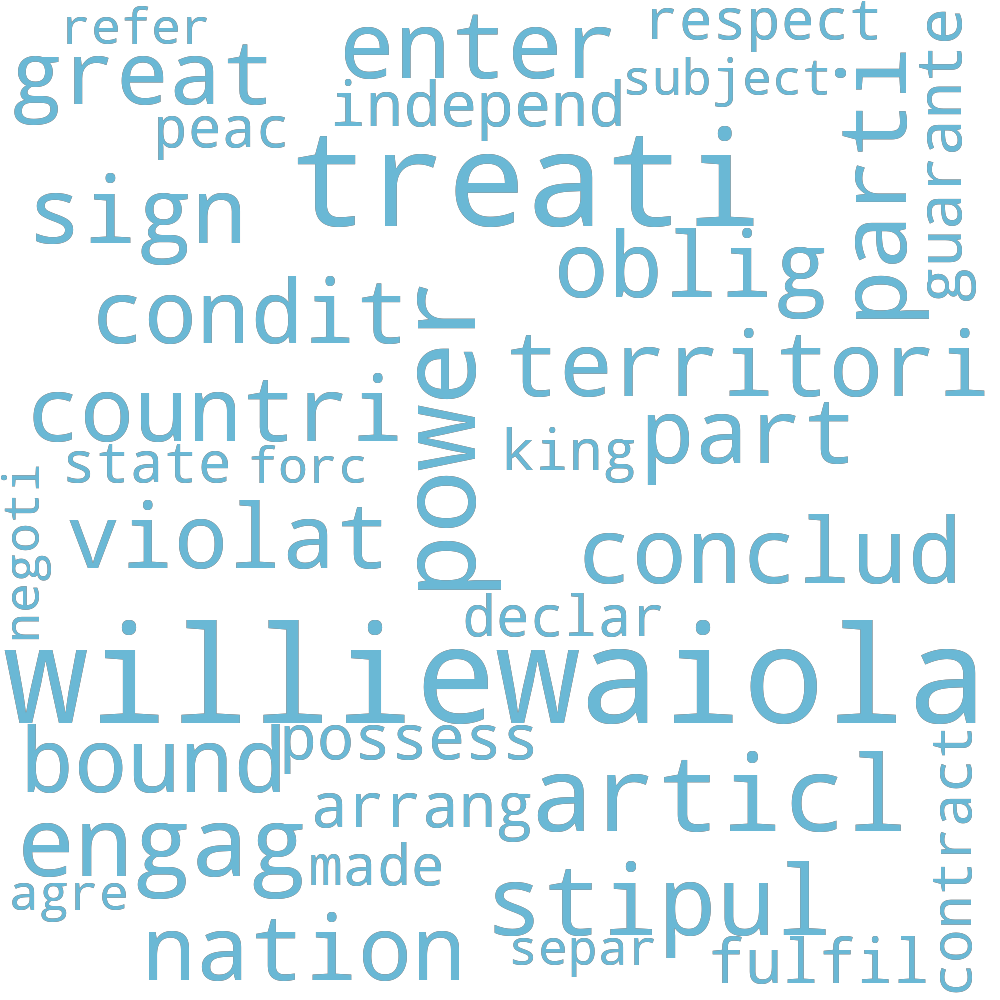 refer
great
peac
enter
independ
respect
subject
parti
guarante
treati
sign
oblig
condit
power
territori
countri
part
king
state
forc
negoti
violat
conclud
declar
williewaiola
bound
possess
articl
contract
arrang
engag
made
agre
stipul
nation
separ
fulfil